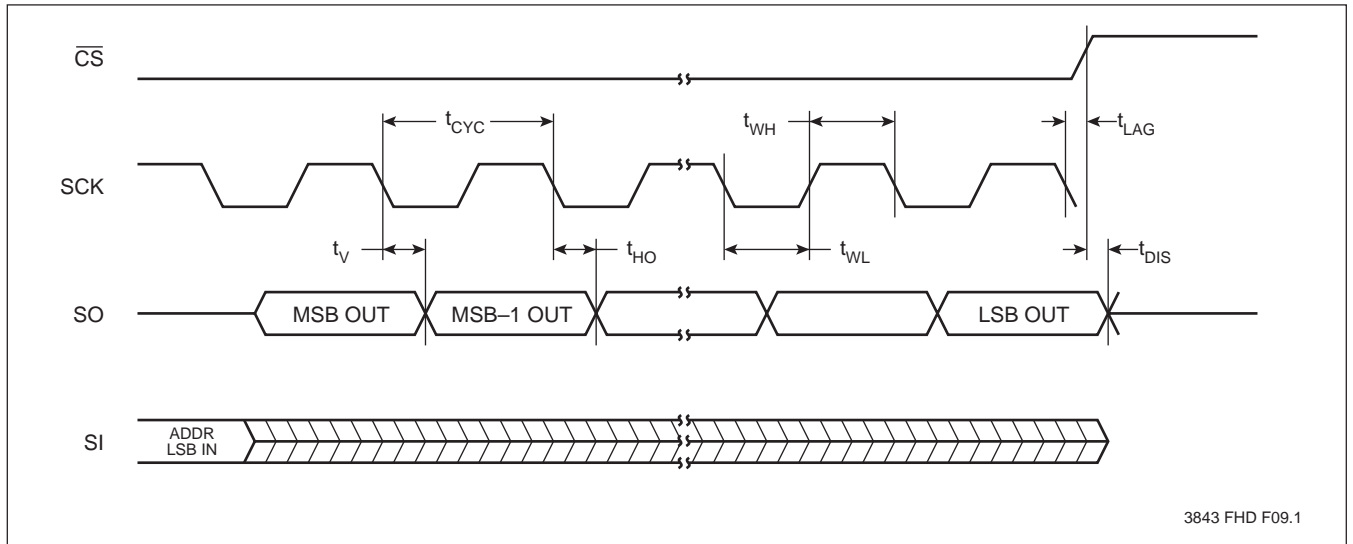 CS
tCYC
tWH
tLAG
SCK
tV
tHO
tWL
tDIS
SO
MSB OUT
MSB–1 OUT
LSB OUT
SI
ADDR
LSB IN
3843 FHD F09.1